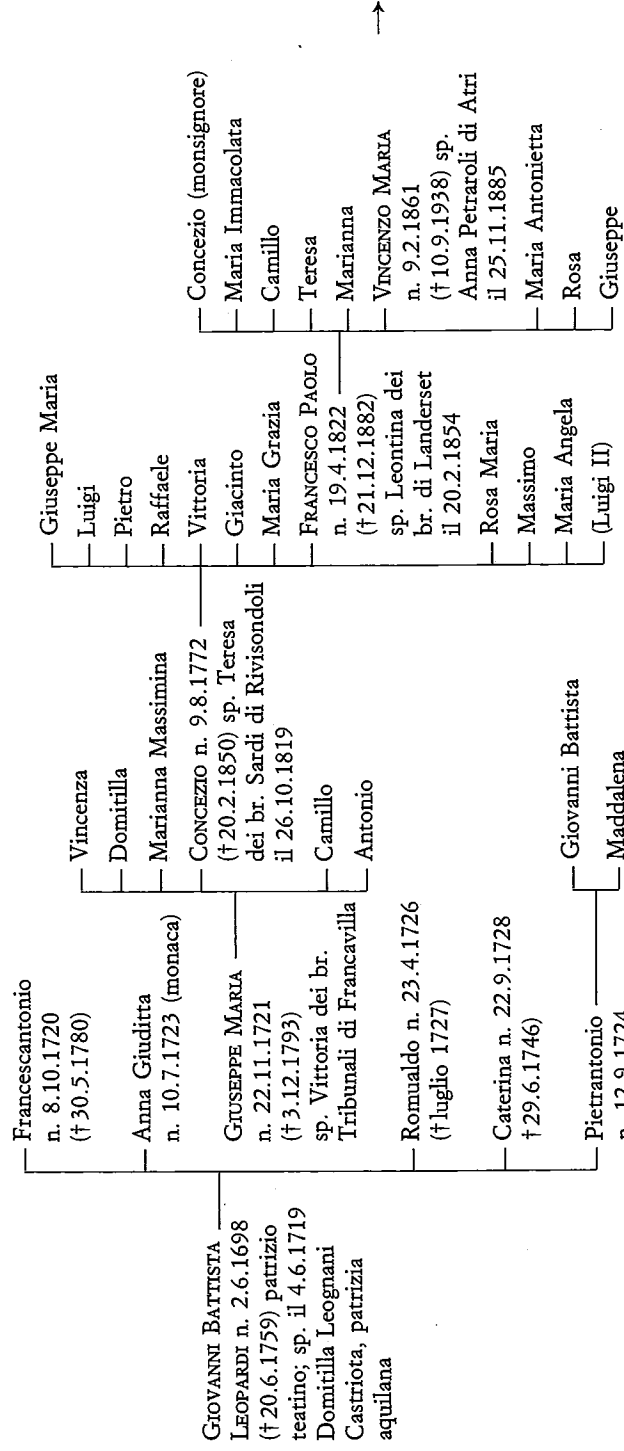 GIOVANNI BATTISTA
LEOPARDI n. 2.6.1698
(†20.6.1759) patrizio
teatino; sp. il 4.6.1719
Domitilla Leognani
Castriota, patrizia
aquilana
Francescantonio
n. 8.10.1720
(†30.5.1780)
Anna Giuditta
n. 10.7.1723 (monaca)
GIUSEPPE MARIA
n. 22.11.1721
(†3.12.1793)
sp. Vittoria dei br.
Tribunali di Francavilla
Romualdo n. 23.4.1726
(†luglio 1727)
Caterina n. 22.9.1728
†29.6.1746)
Pietrantonio
n. 12.9.1724
Vincenza
Domitilla
Marianna Massimina
CONCEZIO n. 9.8.1772
(†20.2.1850) sp. Teresa
dei br. Sardi di Rivisondoli
il 26.10.1819
Camillo
Antonio
Giovanni Battista
Maddalena
Giuseppe Maria
Luigi
Pietro
Raffaele
Vittoria
Giacinto
Maria Grazia
FRANCESCO PAOLO
n. 19.4.1822
(†21.12.1882)
sp. Leontina dei
br. di Landerset
il 20.2.1854
Rosa Maria
Massimo
Maria Angela
(Luigi II)
Concezio (monsignore)
Maria Immacolata
Camillo
Teresa
Marianna
VINCENZO MARIA
n. 9.2.1861
(†10.9.1938) sp.
Anna Petraroli di Atri
il 25.11.1885
Maria Antonietta
Rosa
Giuseppe